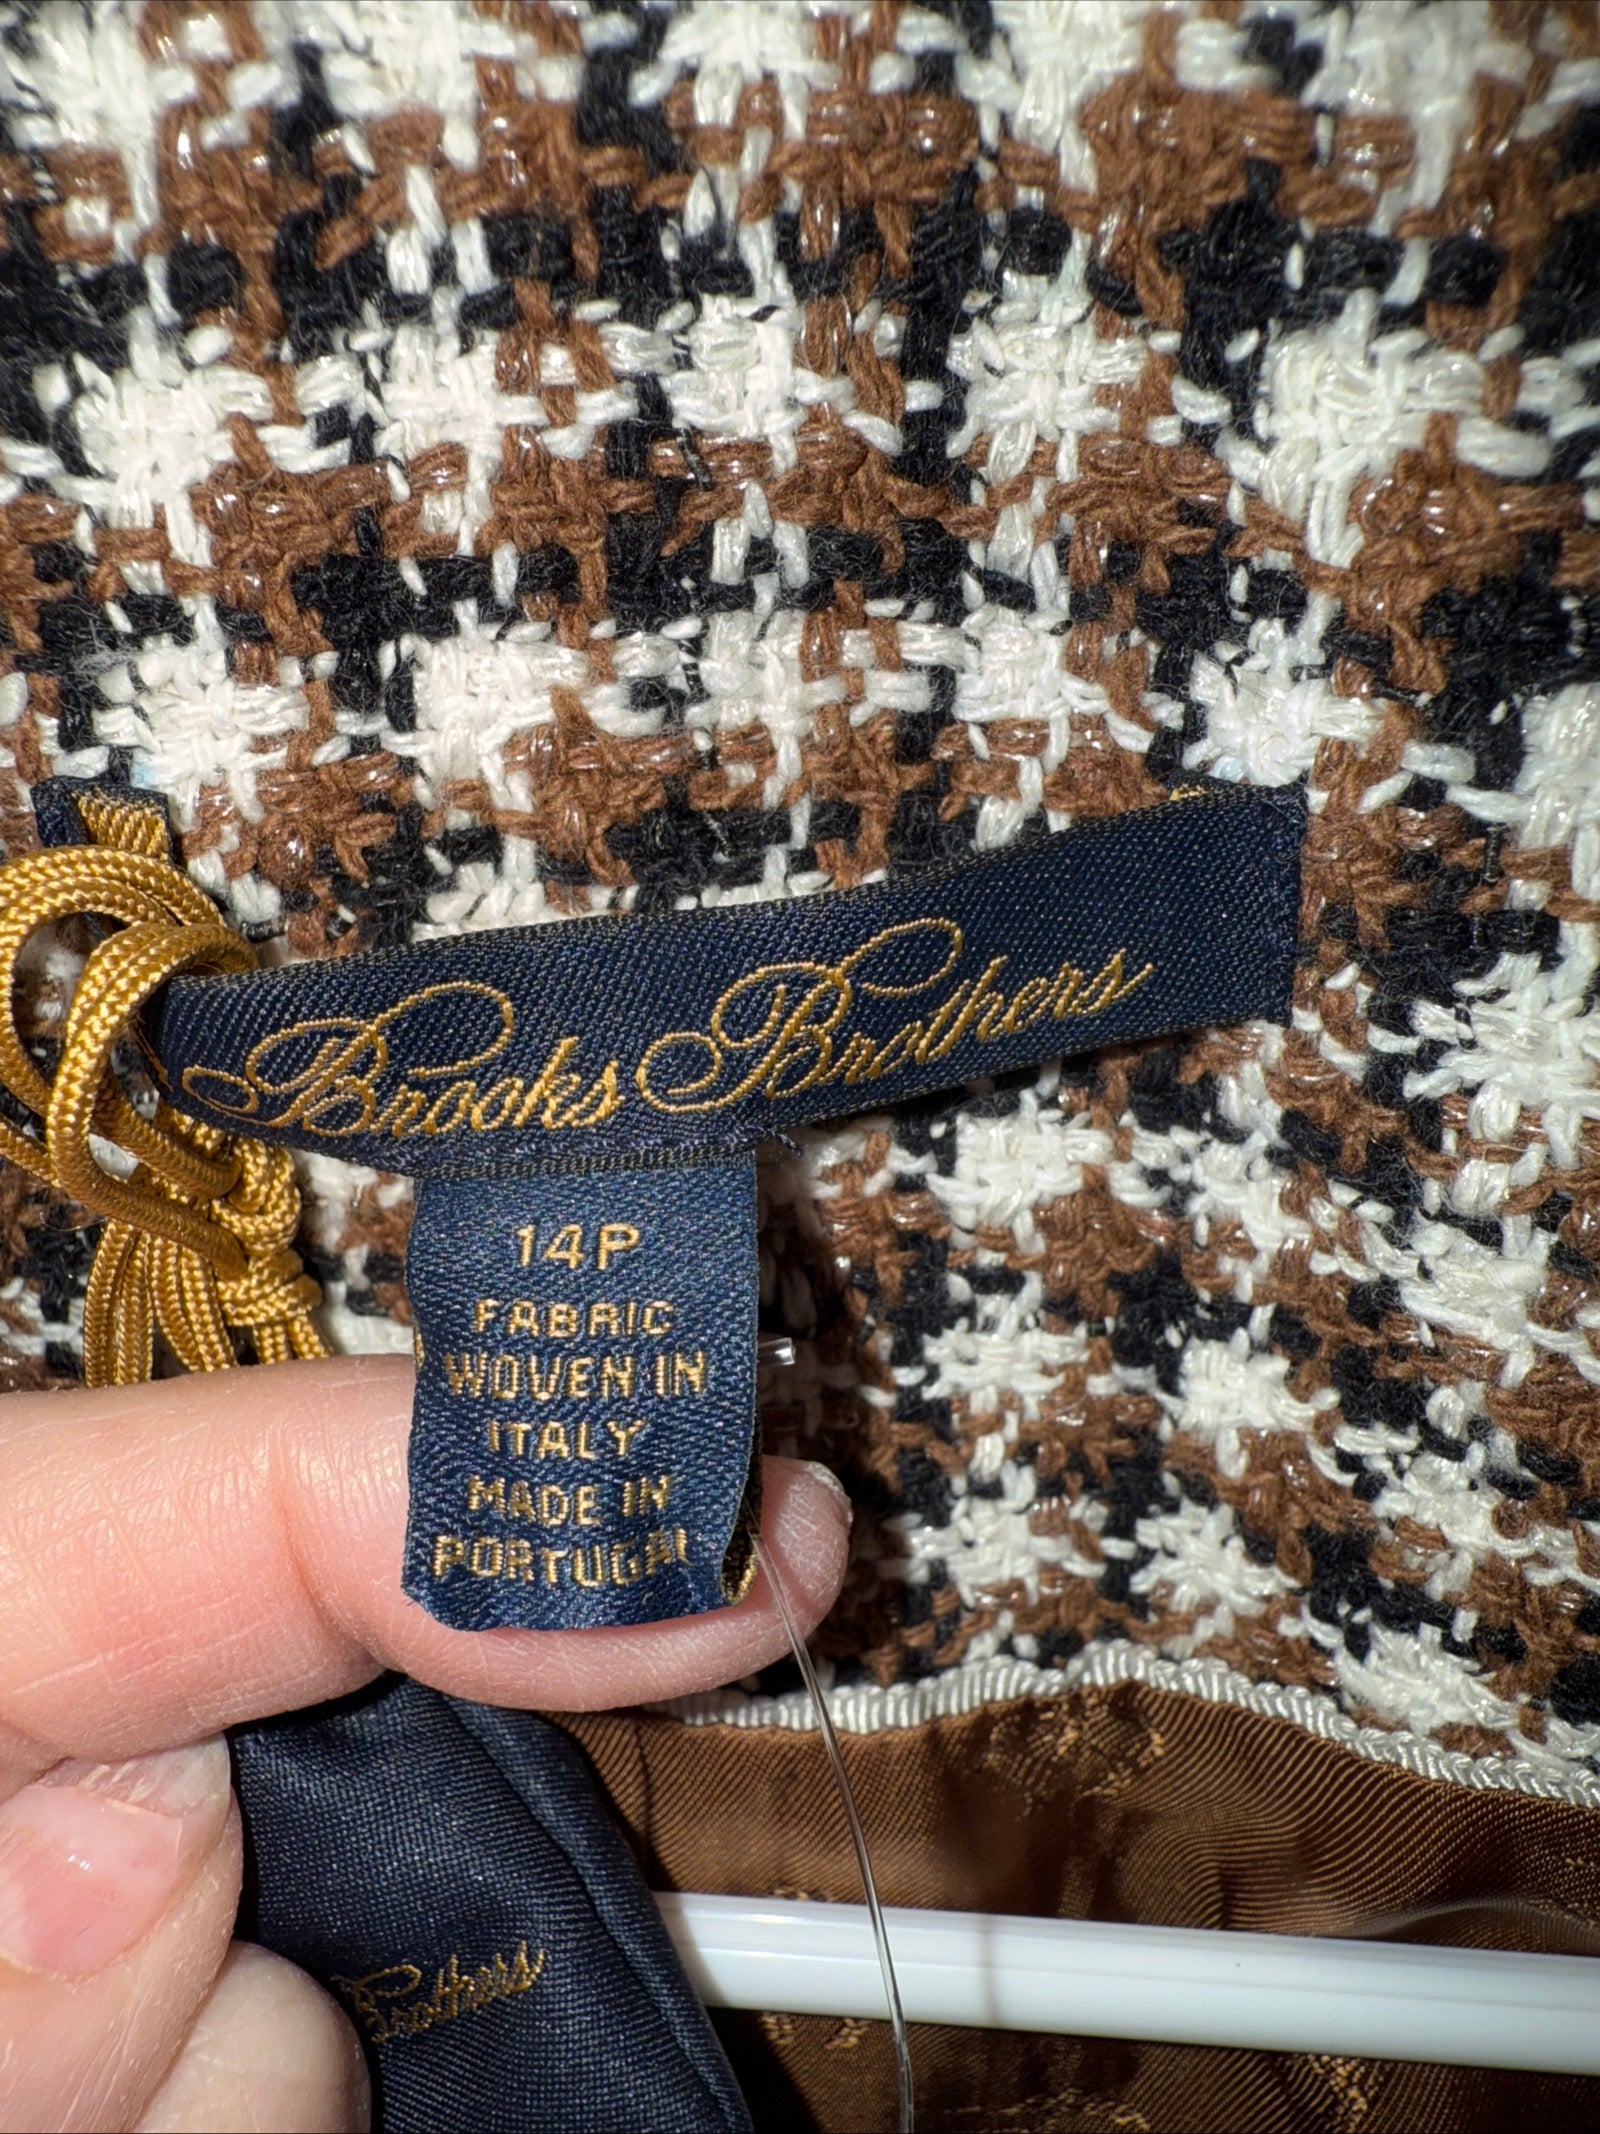 Brooks Brothers
14P
FABRIC
WOVEN IN
ITALY
MADE IN
PORTUGAL
Brothers